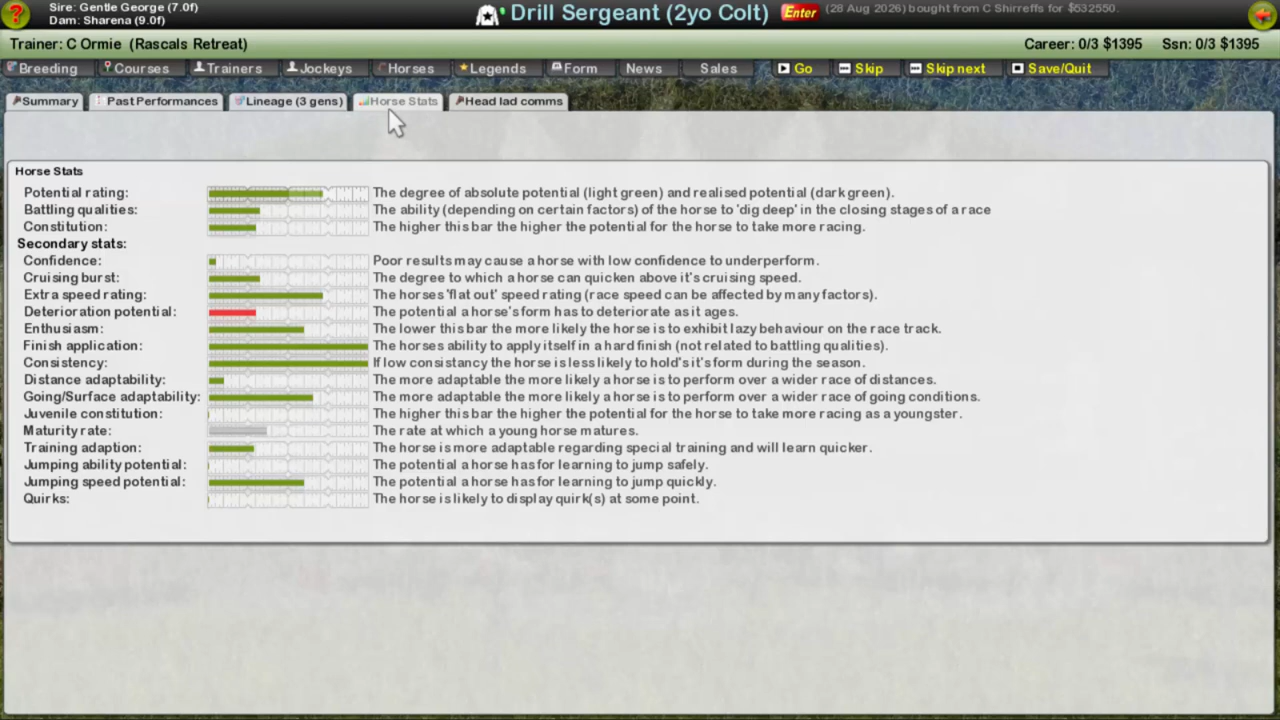 Sire: Gentle George (7.0f)
Dam: Sharena (9.0f)
Drill Sergeant (2yo Colt) Enter (28 Aug 2026) bought from C Shirreffs for $532550.
Trainer: C Ormie (Rascals Retreat) Career: 0/3 $1395 Ssn: 0/3 $1395
Breeding Courses Trainers Jockeys Horses Legends Form News Sales Go Skip Skip next Save/Quit
Summary Past Performances Lineage (3 gens) Horse Stats Head lad comms
Horse Stats
Potential rating: The degree of absolute potential (light green) and realised potential (dark green).
Battling qualities: The ability (depending on certain factors) of the horse to 'dig deep' in the closing stages of a race
Constitution: The higher this bar the higher the potential for the horse to take more racing.
Secondary stats:
Confidence: Poor results may cause a horse with low confidence to underperform.
Cruising burst: The degree to which a horse can quicken above it's cruising speed.
Extra speed rating: The horses 'flat out' speed rating (race speed can be affected by many factors).
Deterioration potential: The potential a horse's form has to deteriorate as it ages.
Enthusiasm: The lower this bar the more likely the horse is to exhibit lazy behaviour on the race track.
Finish application: The horses ability to apply itself in a hard finish (not related to battling qualities).
Consistency: If low consistancy the horse is less likely to hold's it's form during the season.
Distance adaptability: The more adaptable the more likely a horse is to perform over a wider race of distances.
Going/Surface adaptability: The more adaptable the more likely a horse is to perform over a wider race of going conditions.
Juvenile constitution: The higher this bar the higher the potential for the horse to take more racing as a youngster.
Maturity rate: The rate at which a young horse matures.
Training adaption: The horse is more adaptable regarding special training and will learn quicker.
Jumping ability potential: The potential a horse has for learning to jump safely.
Jumping speed potential: The potential a horse has for learning to jump quickly.
Quirks: The horse is likely to display quirk(s) at some point.